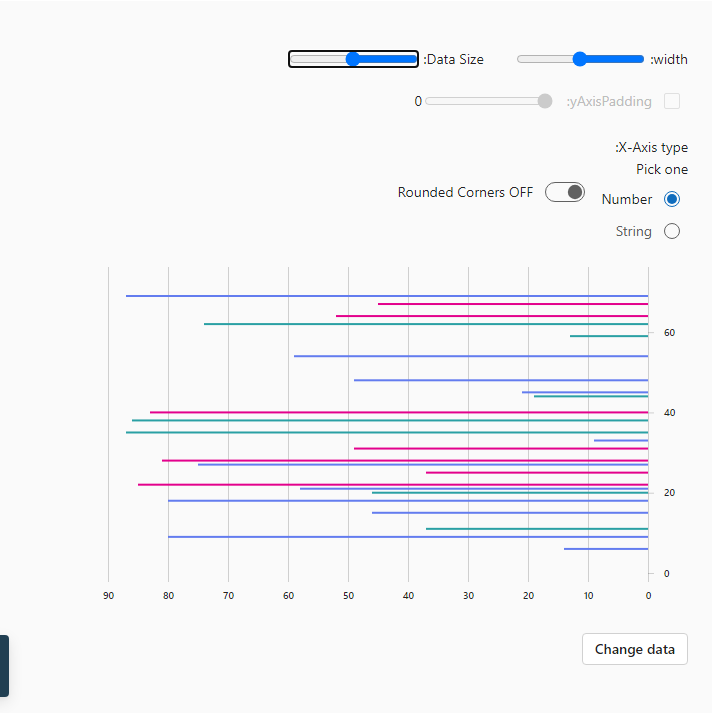 :width
:Data Size
:yAxisPadding
0
:X-Axis type
Pick one
Number
Rounded Corners OFF
String
60
40
20
0
90 80 70 60 50 40 30 20 10 0
Change data